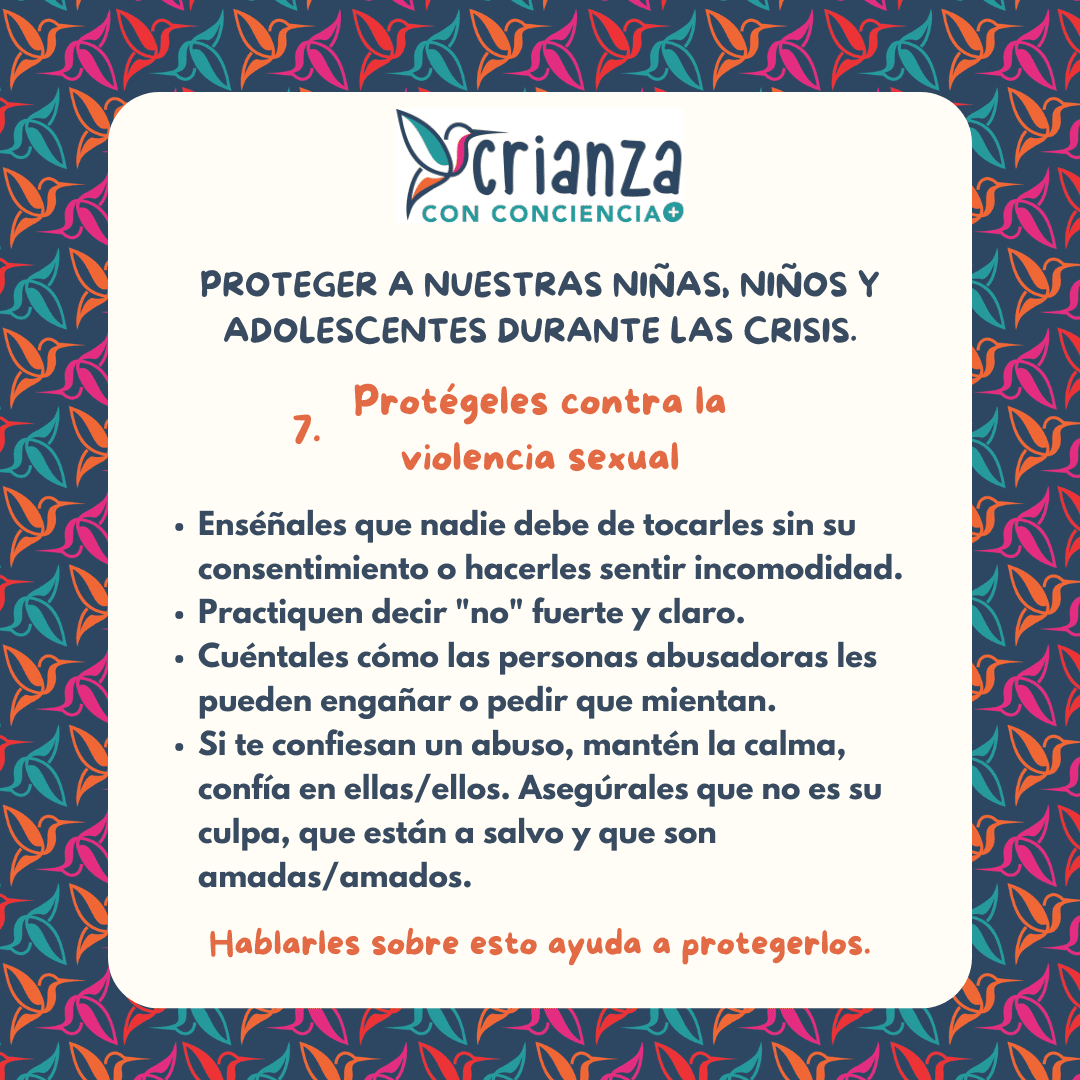 crianza
CON CONCIENCIA+
PROTEGER A NUESTRAS NIÑAS, NIÑOS Y
ADOLESCENTES DURANTE LAS CRISIS.
7. Protégeles contra la
violencia sexual
• Enséñales que nadie debe de tocarles sin su
consentimiento o hacerles sentir incomodidad.
• Practiquen decir "no" fuerte y claro.
• Cuéntales cómo las personas abusadoras les
pueden engañar o pedir que mientan.
• Si te confiesan un abuso, mantén la calma,
confía en ellas/ellos. Asegúrales que no es su
culpa, que están a salvo y que son
amadas/amados.
Hablarles sobre esto ayuda a protegerlos.